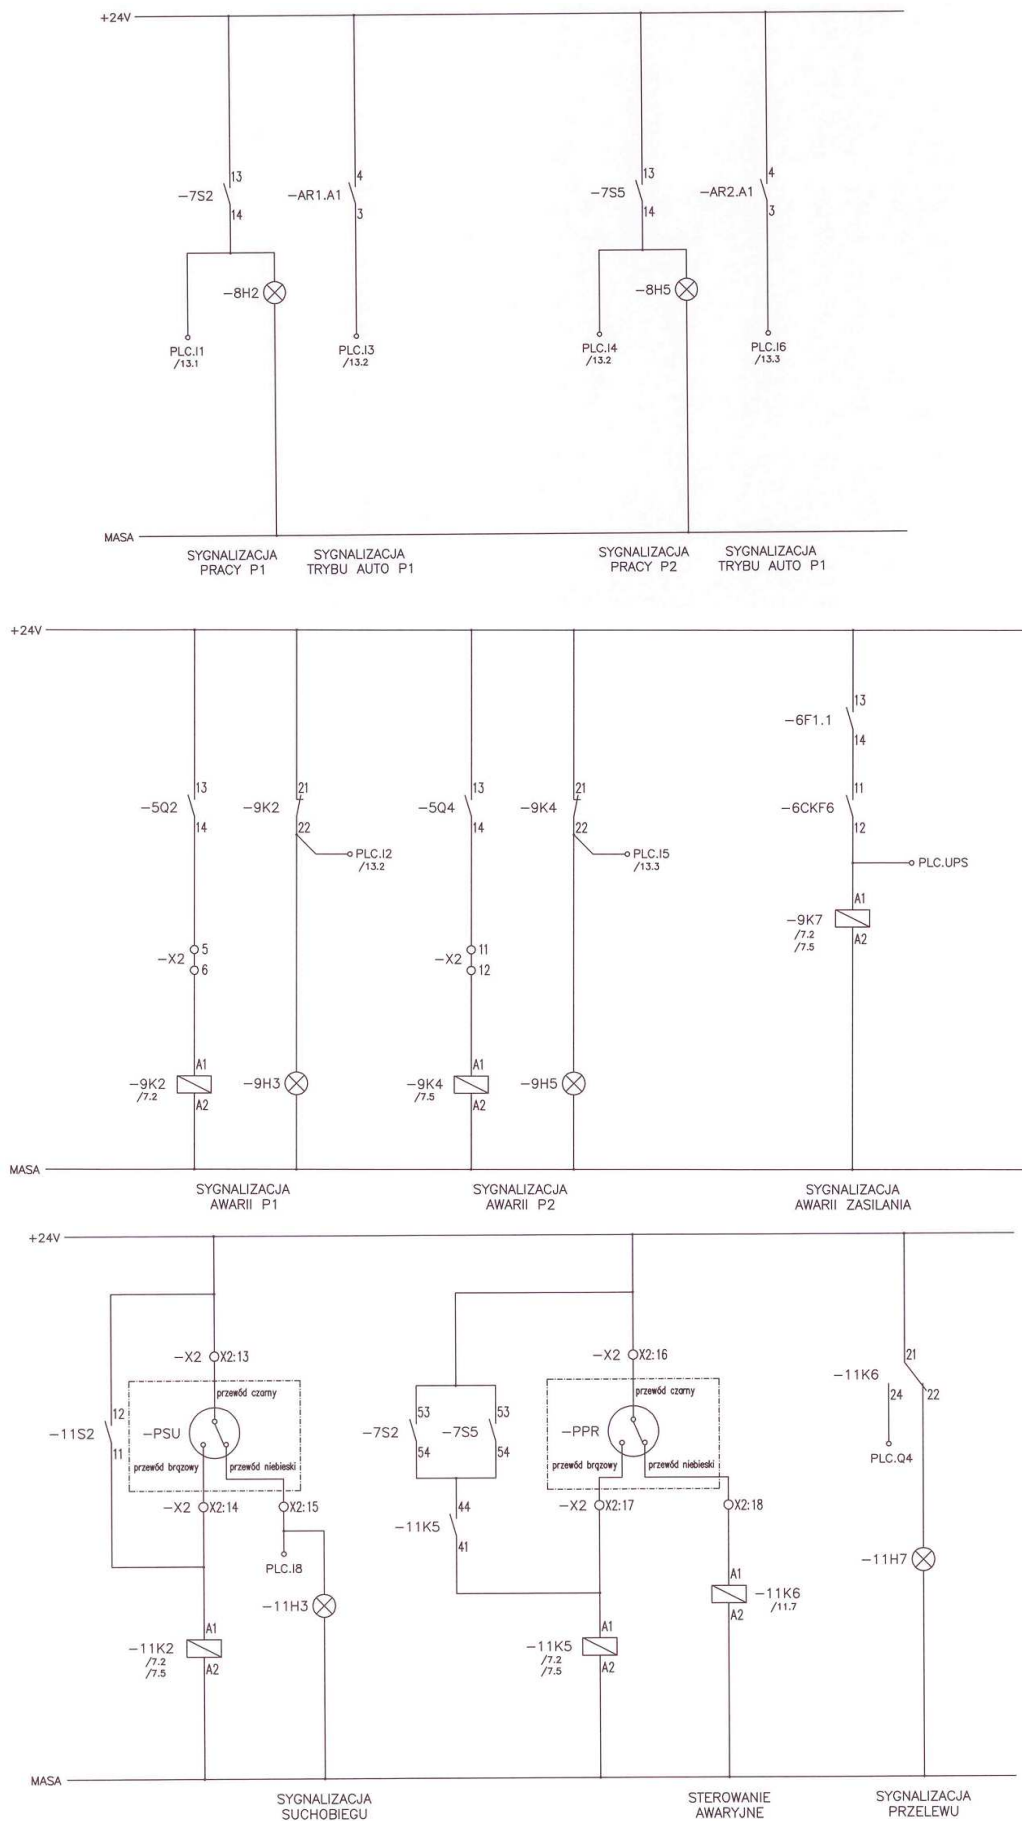 +24V
13
-7S2
14
4
-AR1.A1
3
-8H2
PLC.I1
/13.1
PLC.I3
/13.2
13
-7S5
14
4
-AR2.A1
3
-8H5
PLC.I4
/13.2
PLC.I6
/13.3
MASA
SYGNALIZACJA
PRACY P1
SYGNALIZACJA
TRYBU AUTO P1
SYGNALIZACJA
PRACY P2
SYGNALIZACJA
TRYBU AUTO P1
+24V
13
-5Q2
14
21
-9K2
22
PLC.I2
/13.2
13
-5Q4
14
21
-9K4
22
PLC.I5
/13.3
13
-6F1.1
14
11
-6CKF6
12
PLC.UPS
A1
-9K7
/7.2
/7.5
A2
-X2
5
6
-X2
11
12
A1
-9K2
/7.2
A2
-9H3
A1
-9K4
/7.5
A2
-9H5
MASA
SYGNALIZACJA
AWARII P1
SYGNALIZACJA
AWARII P2
SYGNALIZACJA
AWARII ZASILANIA
+24V
-X2 X2:13
przewód czarny
12
-11S2
11
-PSU
przewód brązowy
przewód niebieski
-X2 X2:14
X2:15
PLC.I8
-11H3
A1
-11K2
/7.2
/7.5
A2
-X2 X2:16
przewód czarny
53
-7S2
54
53
-7S5
54
-PPR
przewód brązowy
przewód niebieski
44
-11K5
41
-X2 X2:17
X2:18
A1
-11K5
/7.2
/7.5
A2
A1
-11K6
/11.7
A2
21
-11K6
24
22
PLC.Q4
-11H7
MASA
SYGNALIZACJA
SUCHOBIEGU
STEROWANIE
AWARYJNE
SYGNALIZACJA
PRZELEWU